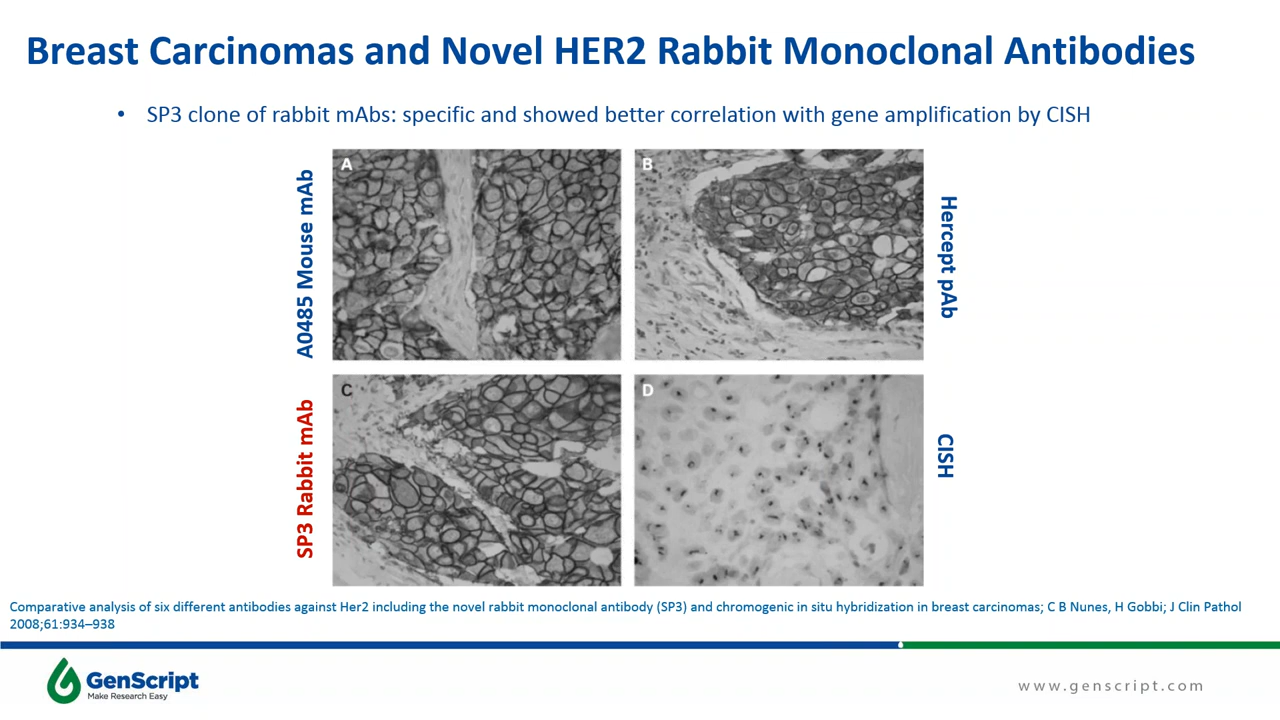 Breast Carcinomas and Novel HER2 Rabbit Monoclonal Antibodies
• SP3 clone of rabbit mAbs: specific and showed better correlation with gene amplification by CISH
A0485 Mouse mAb
A
B
Hercept pAb
SP3 Rabbit mAb
C
D
CISH
Comparative analysis of six different antibodies against Her2 including the novel rabbit monoclonal antibody (SP3) and chromogenic in situ hybridization in breast carcinomas; C B Nunes, H Gobbi; J Clin Pathol
2008;61:934–938
GenScript
Make Research Easy
www.genscript.com